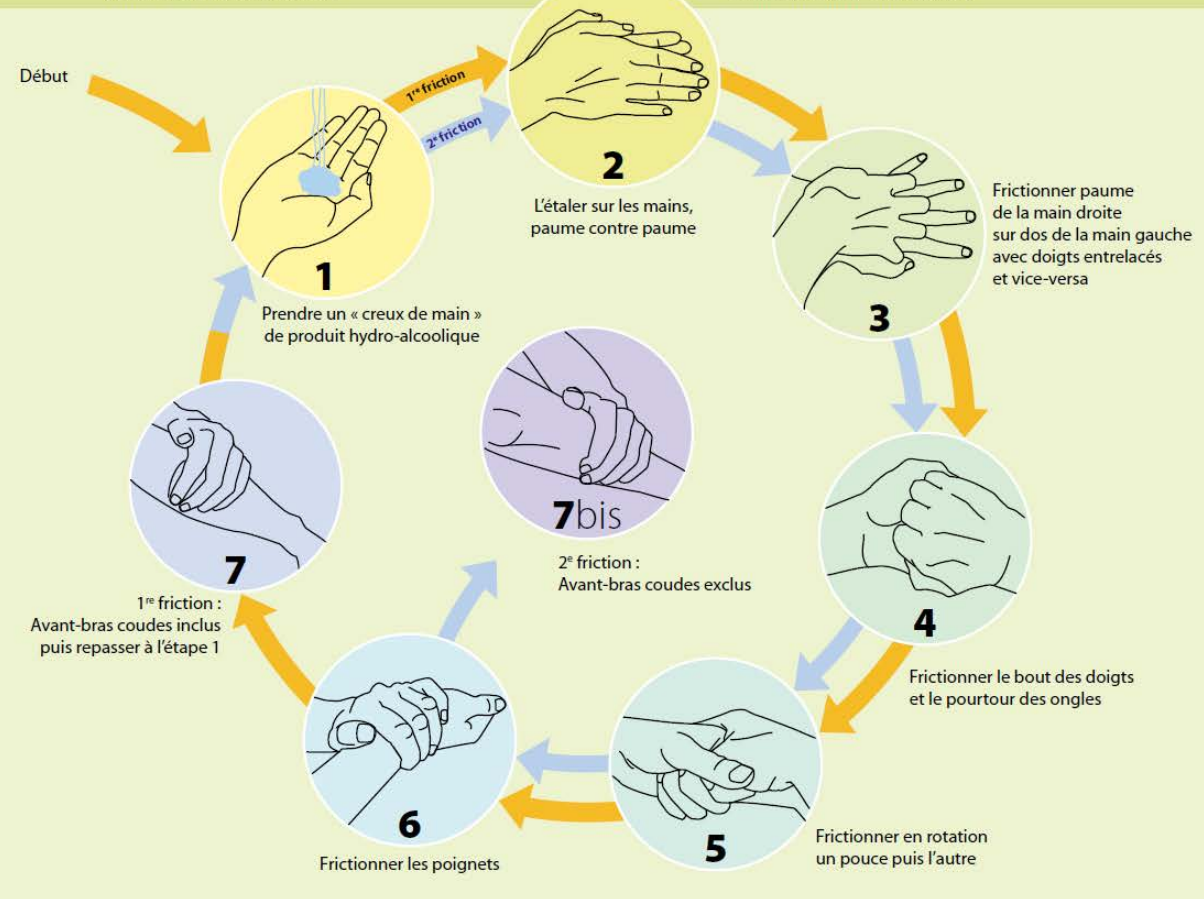 Début
1re friction
2e friction
1
Prendre un « creux de main »
de produit hydro-alcoolique
2
L'étaler sur les mains,
paume contre paume
3
Frictionner paume
de la main droite
sur dos de la main gauche
avec doigts entrelacés
et vice-versa
4
Frictionner le bout des doigts
et le pourtour des ongles
5
Frictionner en rotation
un pouce puis l'autre
6
Frictionner les poignets
7
1re friction :
Avant-bras coudes inclus
puis repasser à l'étape 1
7bis
2e friction :
Avant-bras coudes exclus